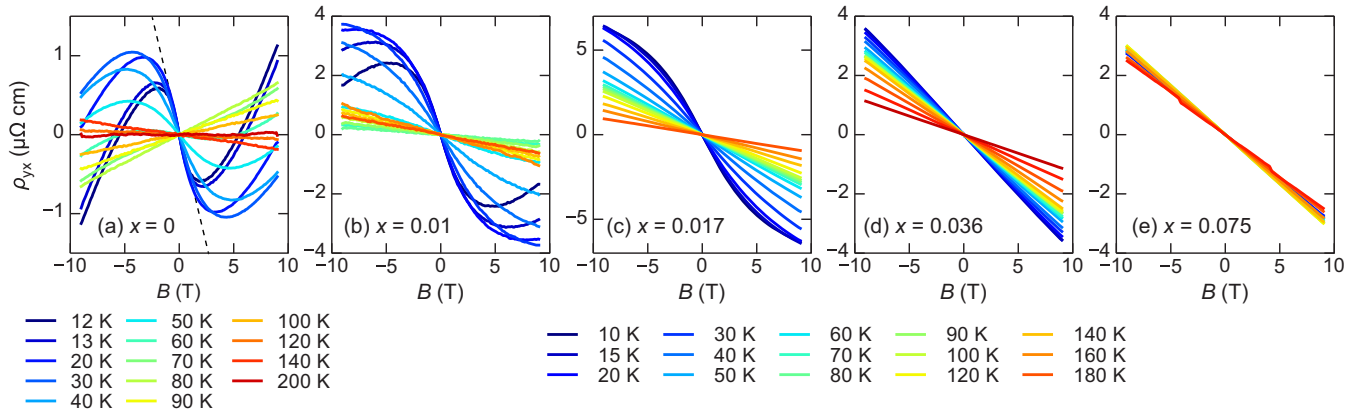 ρyx (μΩ cm)
1
0
−1
(a) x = 0
−10 −5 0 5 10
B (T)
4
2
0
−2
−4
(b) x = 0.01
−10 −5 0 5 10
B (T)
5
0
−5
(c) x = 0.017
−10 −5 0 5 10
B (T)
4
2
0
−2
−4
(d) x = 0.036
−10 −5 0 5 10
B (T)
4
2
0
−2
−4
(e) x = 0.075
−10 −5 0 5 10
B (T)
12 K 50 K 100 K
13 K 60 K 120 K
20 K 70 K 140 K
30 K 80 K 200 K
40 K 90 K
10 K 30 K 60 K 90 K 140 K
15 K 40 K 70 K 100 K 160 K
20 K 50 K 80 K 120 K 180 K